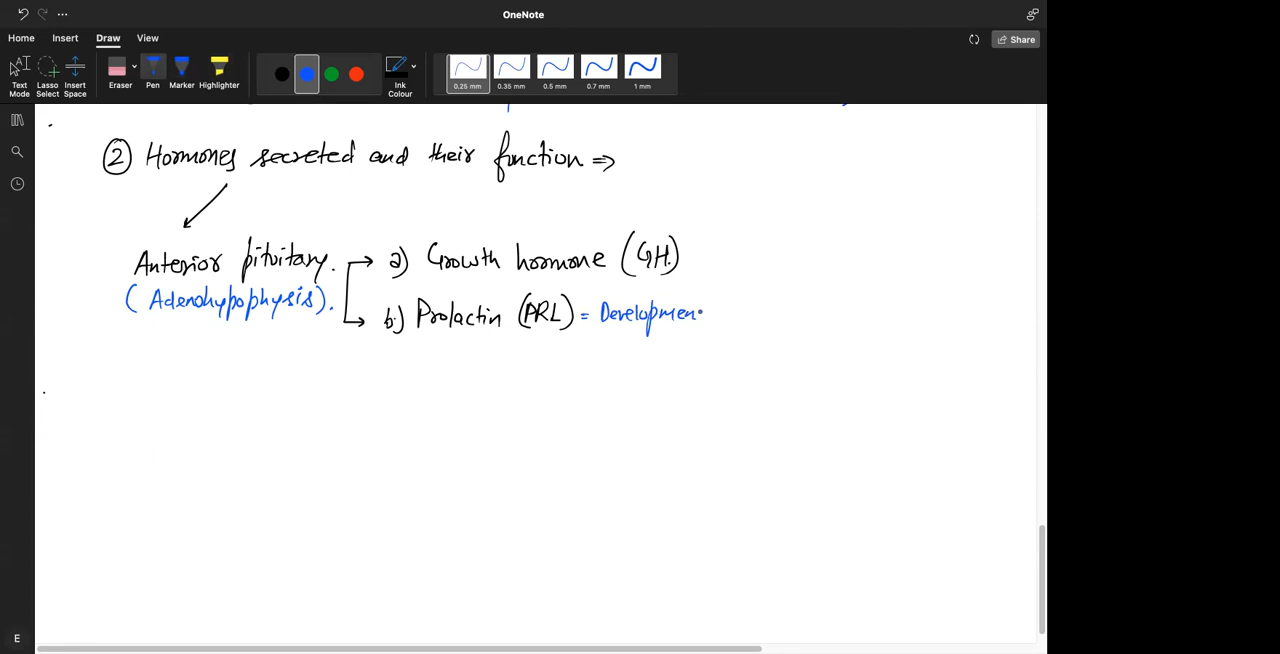 OneNote
Home Insert Draw View
Share
Text Mode
Lasso Select
Insert Space
Eraser
Pen
Marker
Highlighter
Ink Colour
0.25 mm
0.35 mm
0.5 mm
0.7 mm
1 mm
② Hormones secreted and their function ⇒
Anterior pituitary. → a) Growth hormone (GH)
(Adenohypophysis).
→ b.) Prolactin (PRL) = Developmen
E